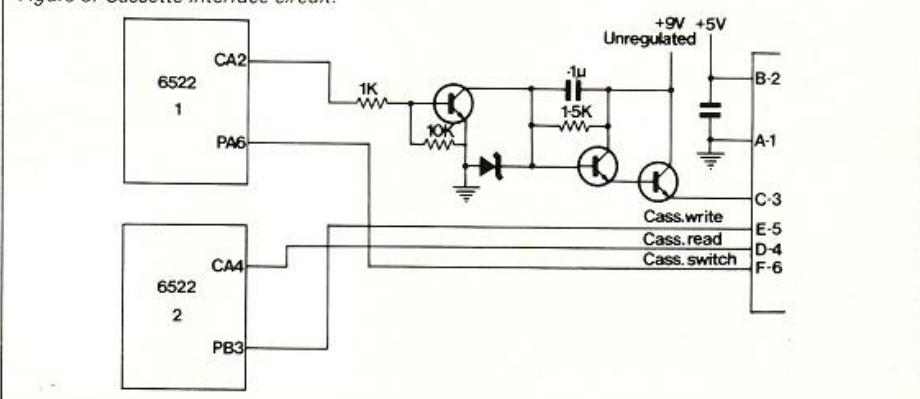 Figure 3. Cassette interface circuit.
+9V +5V
Unregulated
CA2
6522
1
PA6
1K
10K
·1μ
1·5K
B-2
A-1
C-3
Cass.write
E-5
Cass.read
D-4
Cass.switch
F-6
CA4
6522
2
PB3